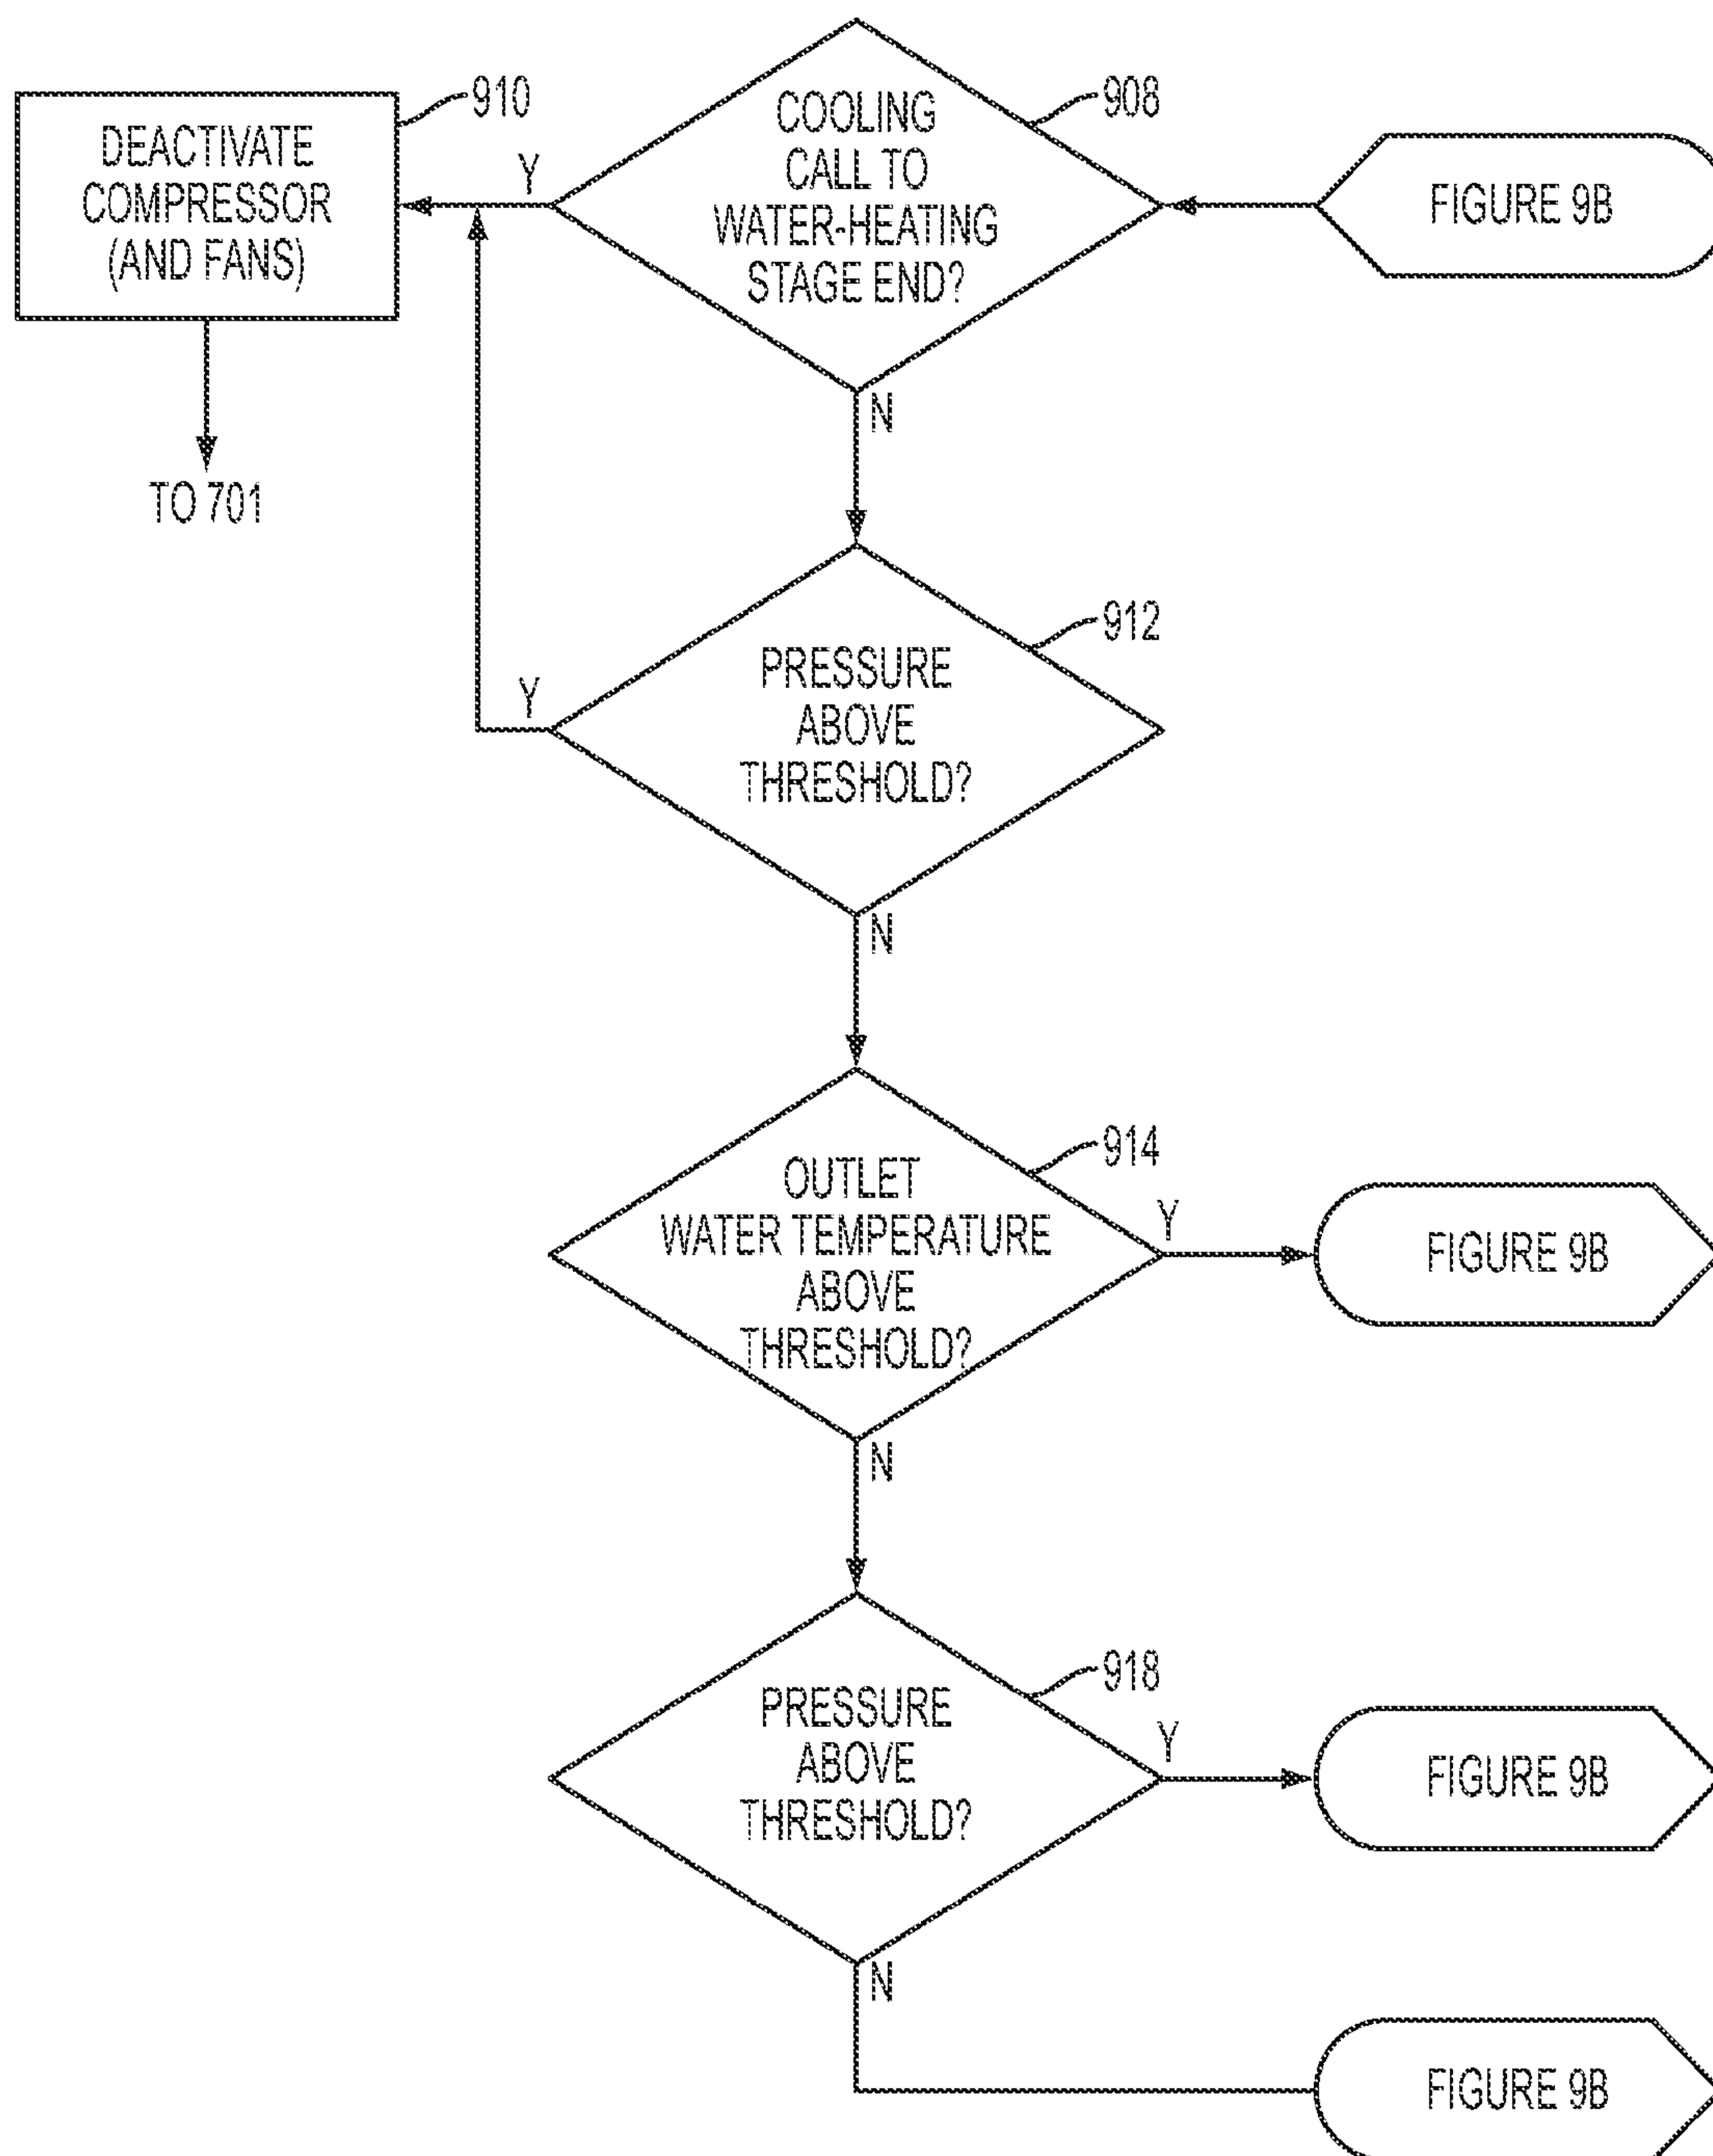 910
DEACTIVATE
COMPRESSOR
(AND FANS)
TO 701
Y
908
COOLING
CALL TO
WATER-HEATING
STAGE END?
FIGURE 9B
N
912
PRESSURE
ABOVE
THRESHOLD?
Y
N
914
OUTLET
WATER TEMPERATURE
ABOVE
THRESHOLD?
Y
FIGURE 9B
N
918
PRESSURE
ABOVE
THRESHOLD?
Y
FIGURE 9B
N
FIGURE 9B